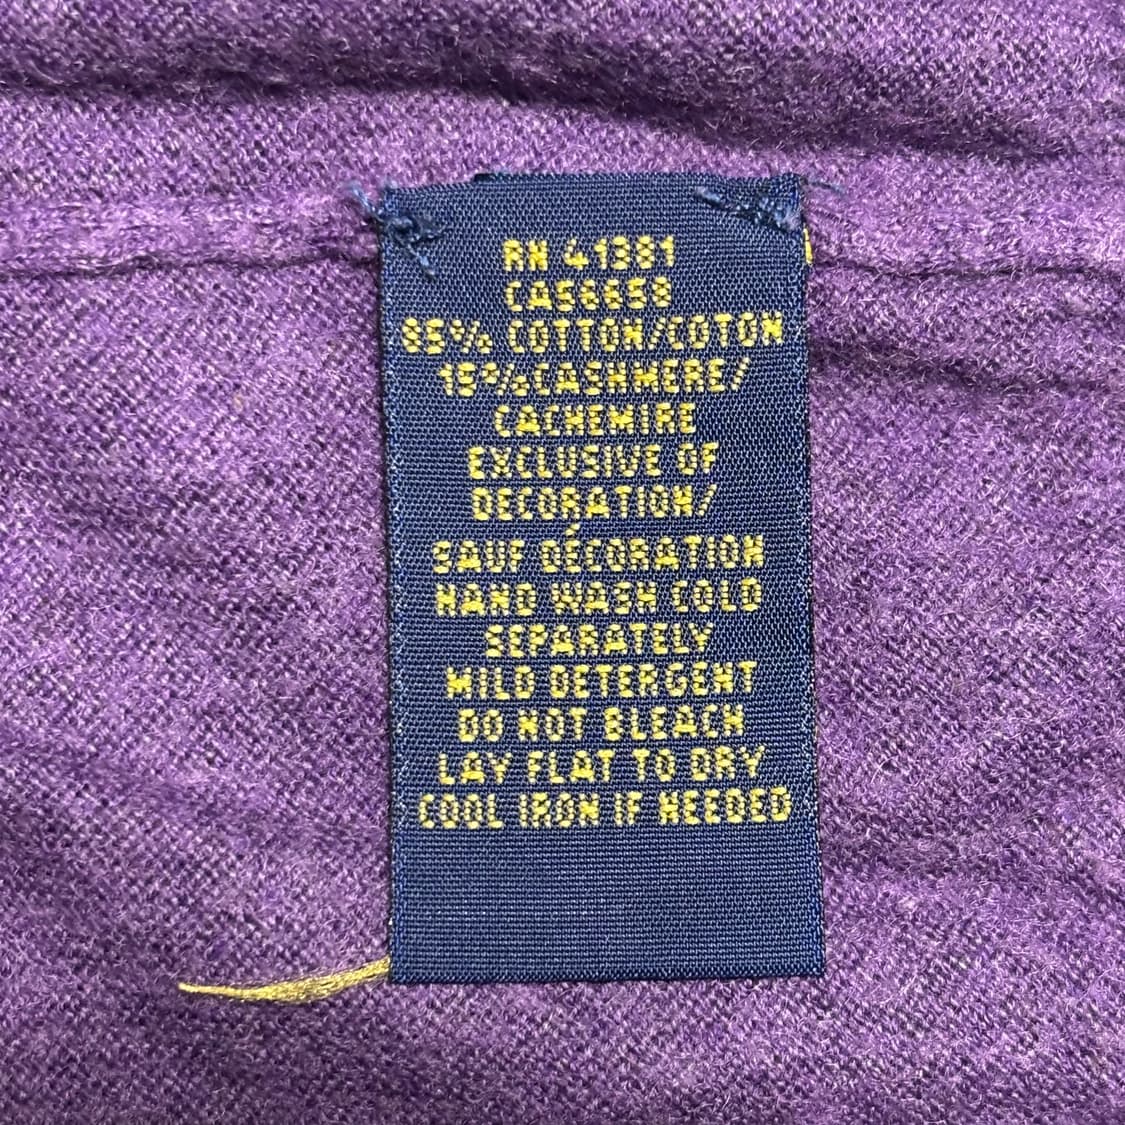 RN 41381
CA56658
85% COTTON/COTON
15%CASHMERE/
CACHEMIRE
EXCLUSIVE OF
DECORATION/
SAUF DÉCORATION
HAND WASH COLD
SEPARATELY
MILD DETERGENT
DO NOT BLEACH
LAY FLAT TO DRY
COOL IRON IF NEEDED